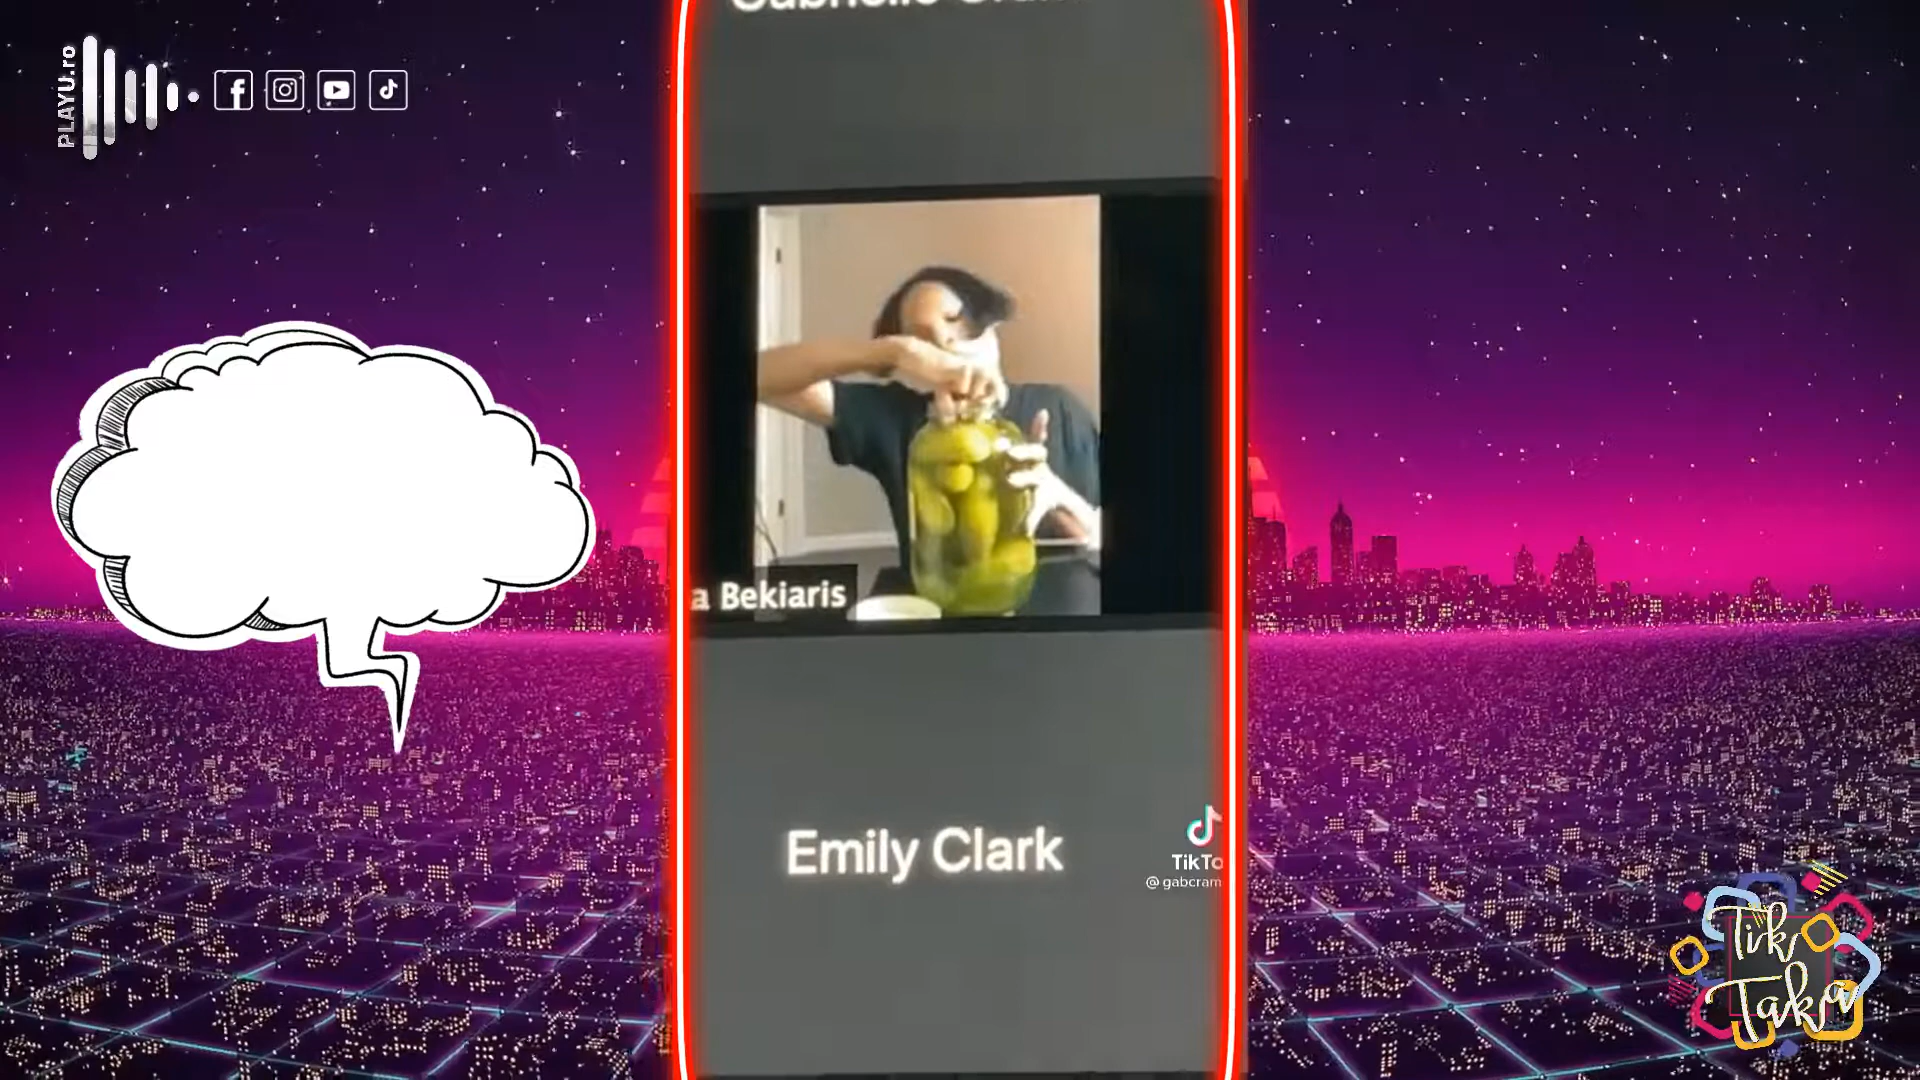 PLAYU.ro
a Bekiaris
Emily Clark
TikTo
@gabcram
Tik
Taka